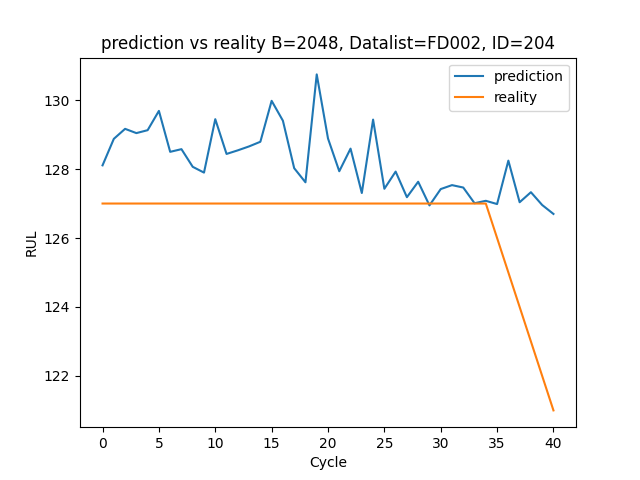 prediction vs reality B=2048, Datalist=FD002, ID=204
prediction
reality
RUL
130
128
126
124
122
0 5 10 15 20 25 30 35 40
Cycle